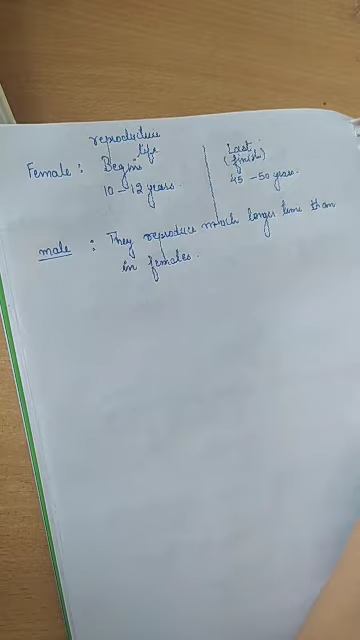 reproductive
life
Female : Begins
10 - 12 years.
Last
(finish)
45 - 50 years.
male : They reproduce much longer time than
in females.